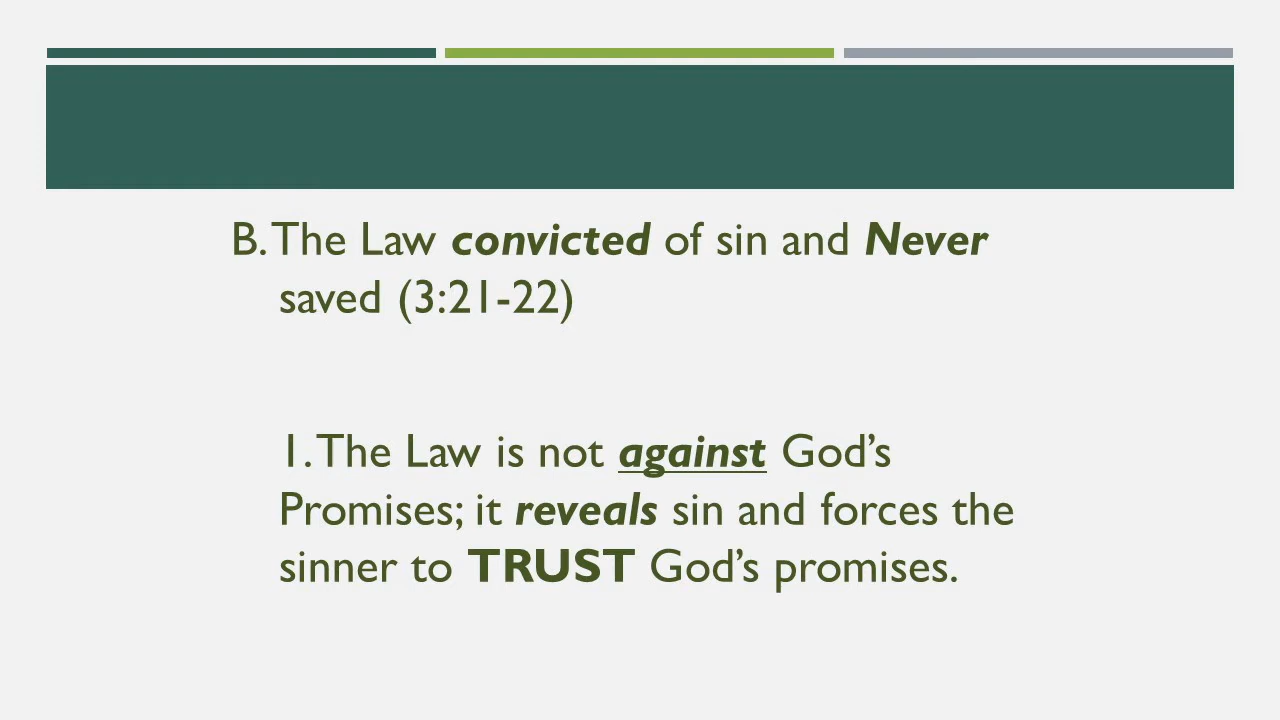 B. The Law convicted of sin and Never
saved (3:21-22)
1. The Law is not against God’s
Promises; it reveals sin and forces the
sinner to TRUST God’s promises.